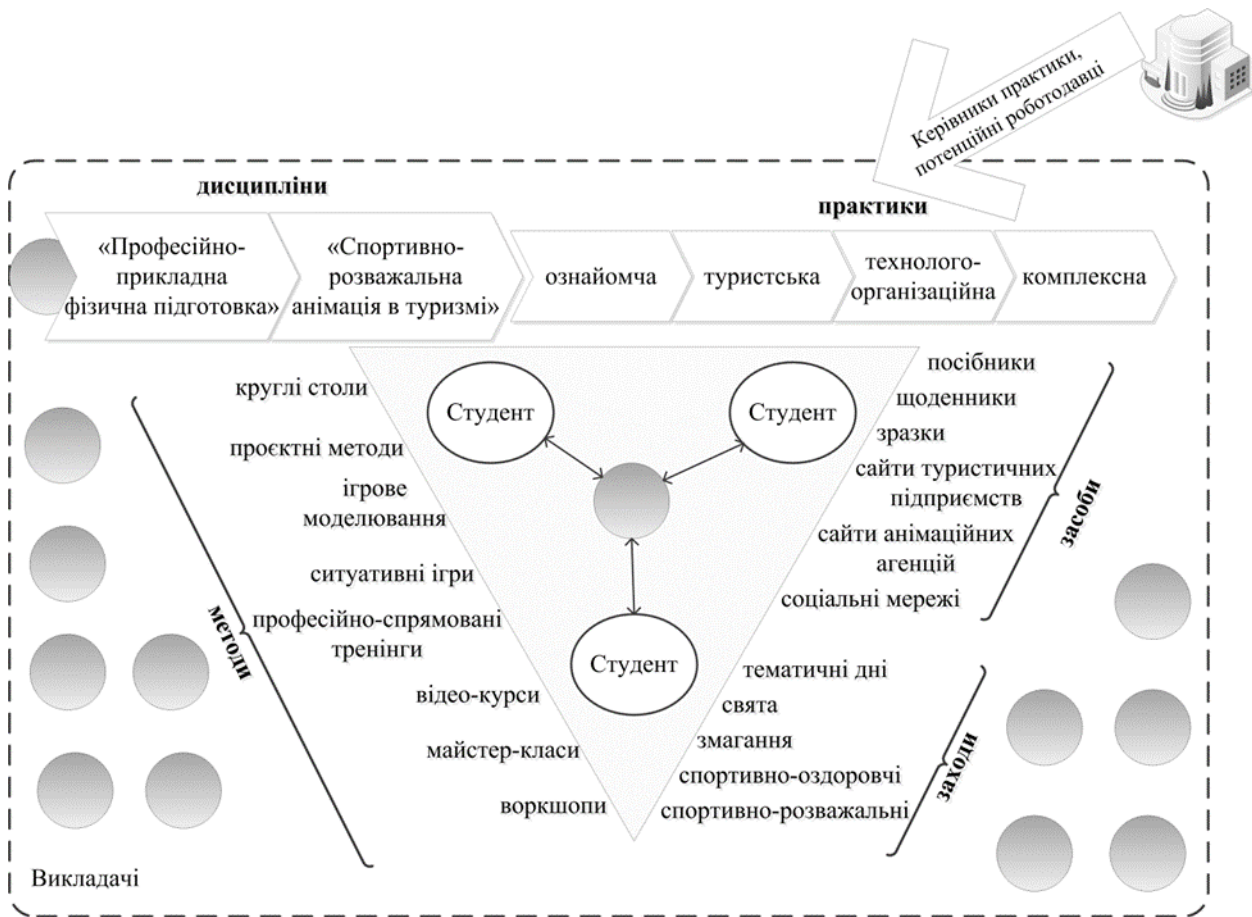 Керівники практики,
потенційні роботодавці
дисципліни
практики
«Професійно-
прикладна
фізична підготовка»
«Спортивно-
розважальна
анімація в туризмі»
ознайомча
туристська
технолого-
організаційна
комплексна
круглі столи
проєктні методи
ігрове
моделювання
ситуативні ігри
професійно-спрямовані
тренінги
відео-курси
майстер-класи
воркшопи
методи
Студент
Студент
Студент
посібники
щоденники
зразки
сайти туристичних
підприємств
сайти анімаційних
агенцій
соціальні мережі
засоби
тематичні дні
свята
змагання
спортивно-оздоровчі
спортивно-розважальні
заходи
Викладачі